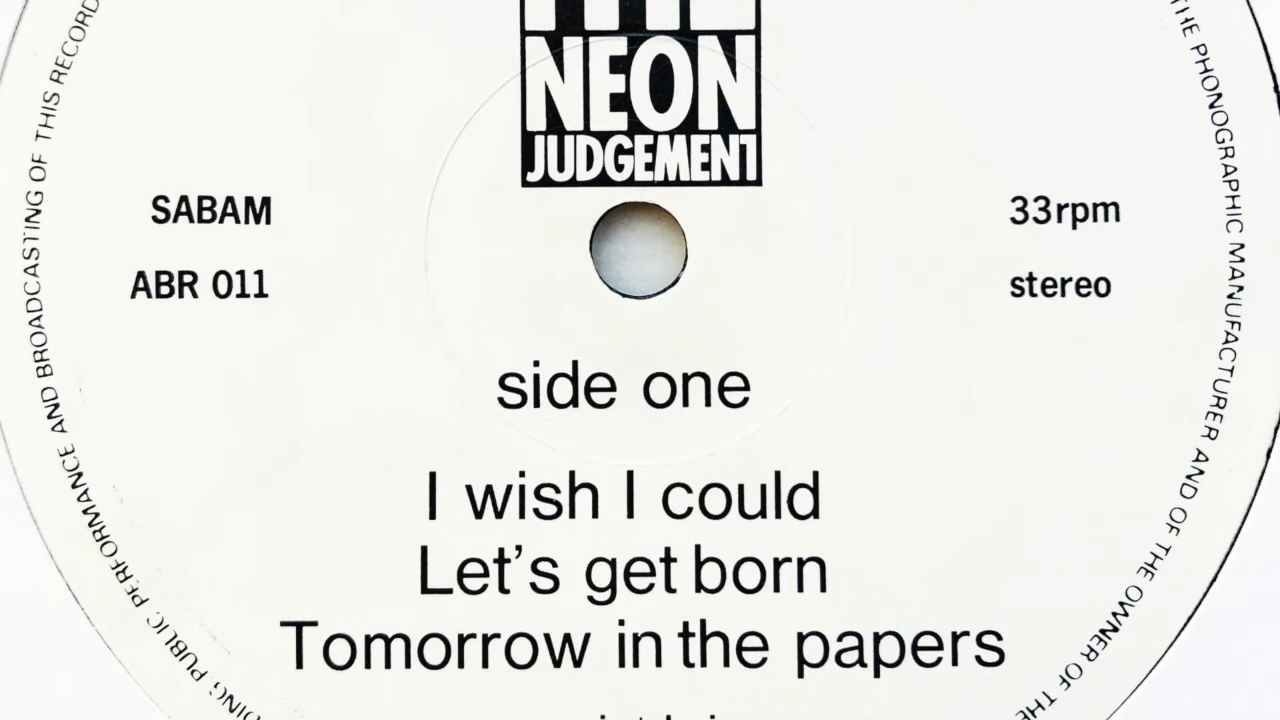 THE
NEON
JUDGEMENT
SABAM
33rpm
ABR 011
stereo
side one
I wish I could
Let's get born
Tomorrow in the papers
THE PHONOGRAPHIC MANUFACTURER AND OF THE OWNER OF THE
PUBLIC PERFORMANCE AND BROADCASTING OF THIS RECORD